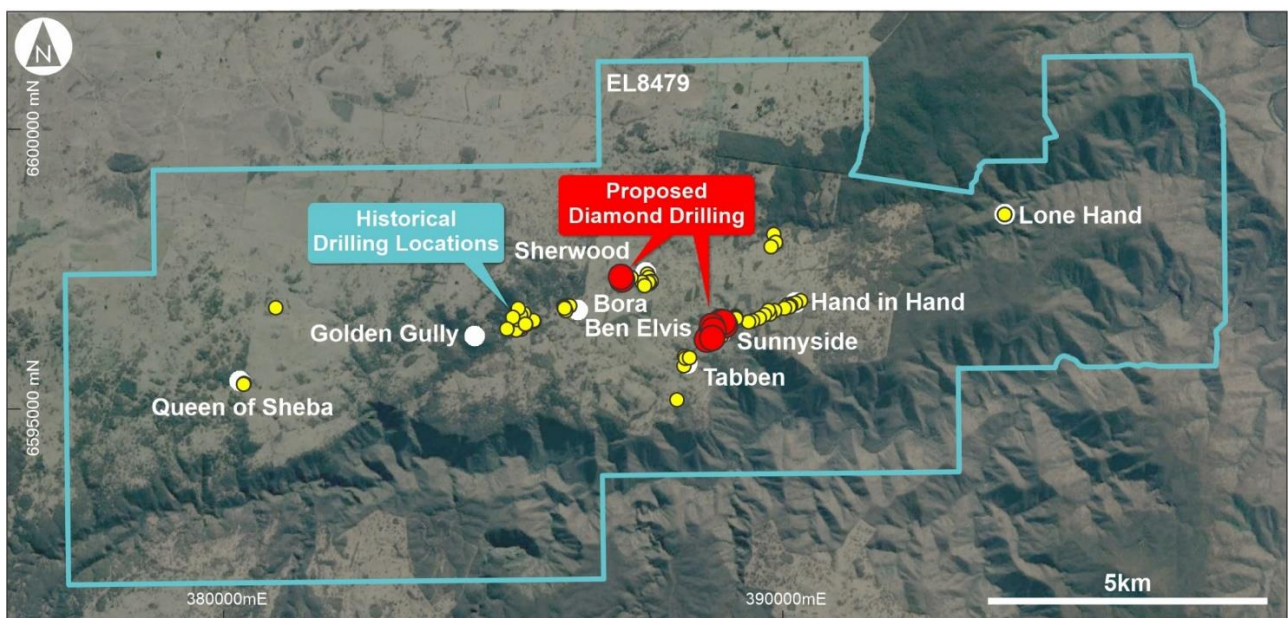 N
EL8479
6600000 mN
Proposed
Diamond Drilling
Historical
Drilling Locations
Lone Hand
Sherwood
Bora
Hand in Hand
Ben Elvis
Golden Gully
Sunnyside
Tabben
Queen of Sheba
6595000 mN
5km
380000mE
390000mE